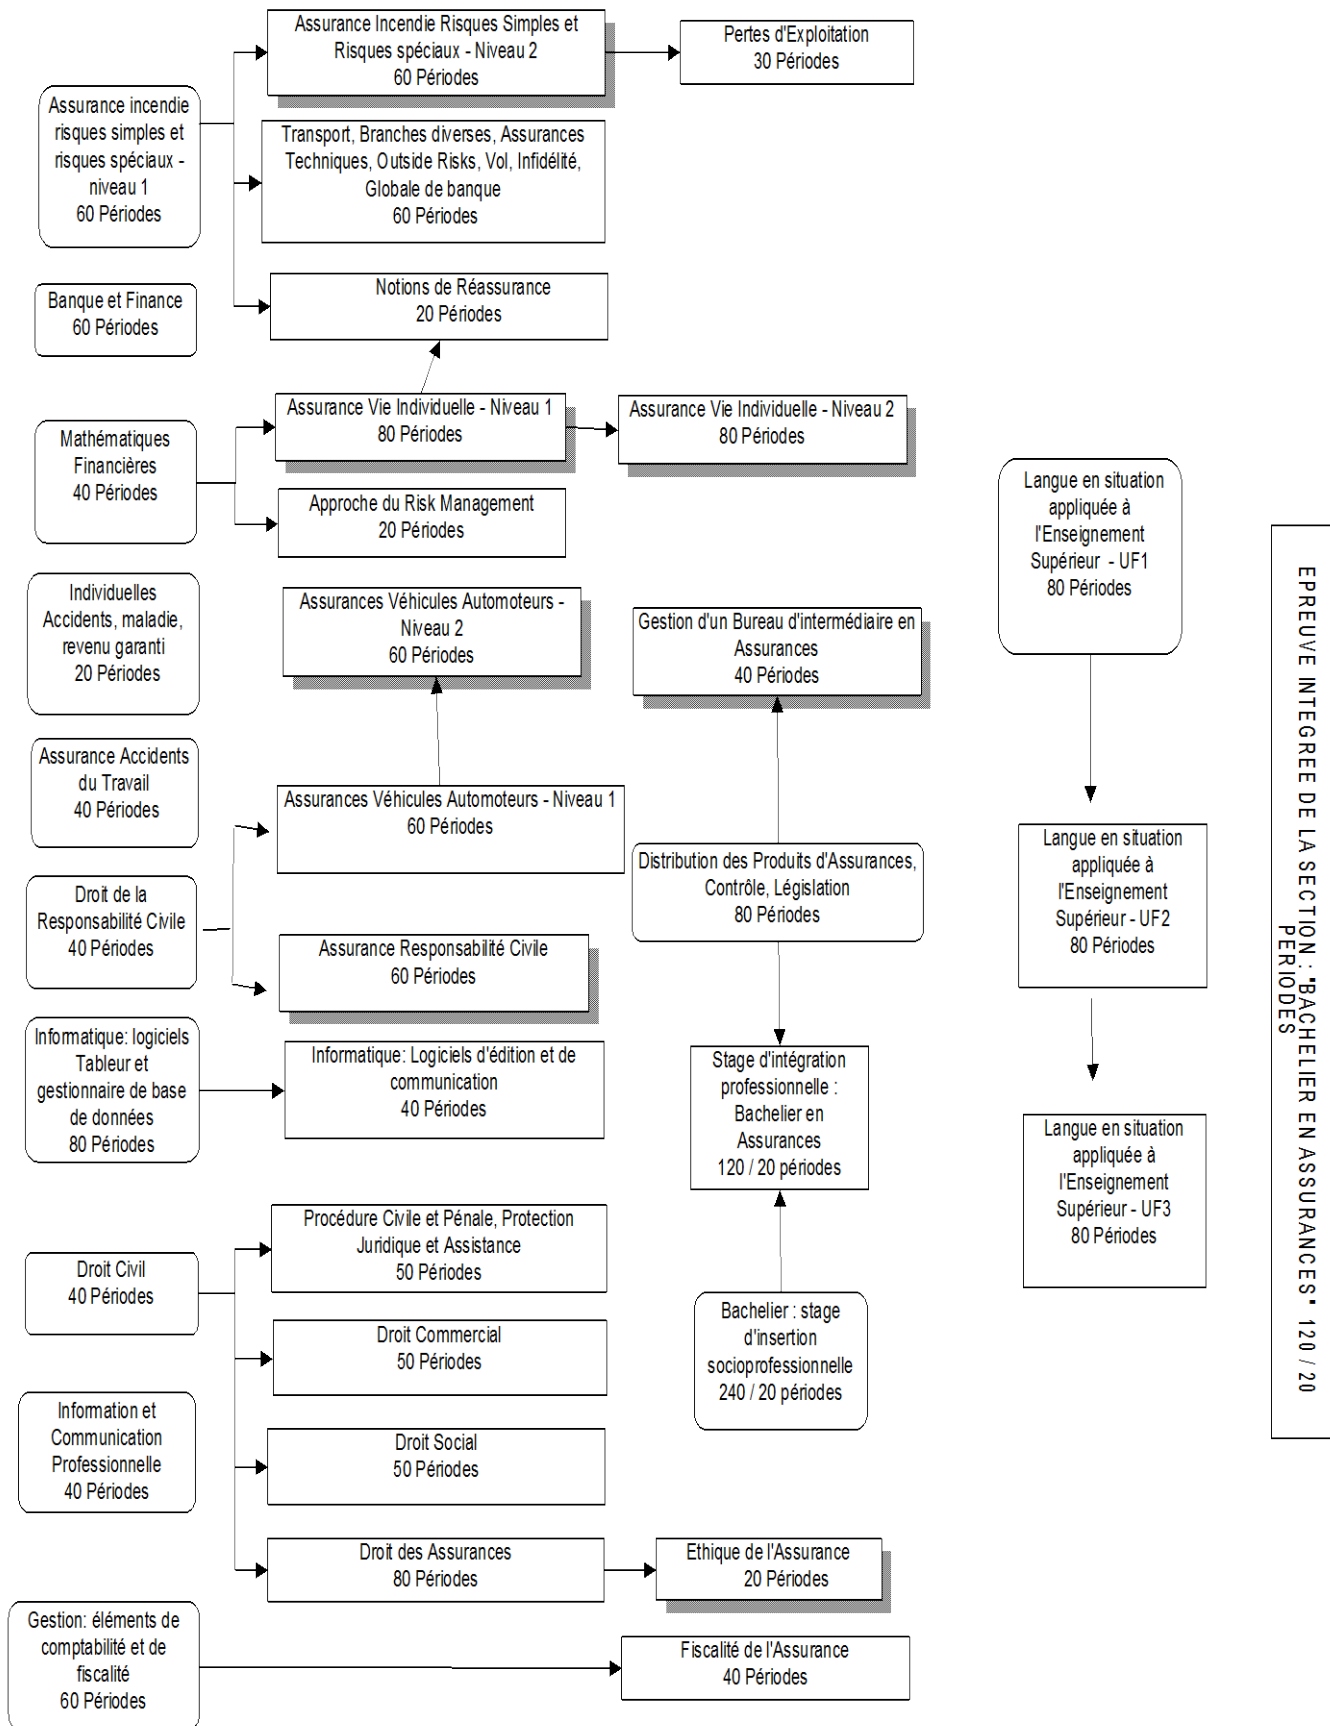 Assurance Incendie Risques Simples et
Risques spéciaux - Niveau 2
60 Périodes
Pertes d'Exploitation
30 Périodes
Assurance incendie
risques simples et
risques spéciaux -
niveau 1
60 Périodes
Transport, Branches diverses, Assurances
Techniques, Outside Risks, Vol, Infidélité,
Globale de banque
60 Périodes
Notions de Réassurance
20 Périodes
Banque et Finance
60 Périodes
Assurance Vie Individuelle - Niveau 1
80 Périodes
Assurance Vie Individuelle - Niveau 2
80 Périodes
Mathématiques
Financières
40 Périodes
Approche du Risk Management
20 Périodes
Langue en situation
appliquée à
l'Enseignement
Supérieur - UF1
80 Périodes
Individuelles
Accidents, maladie,
revenu garanti
20 Périodes
Assurances Véhicules Automoteurs -
Niveau 2
60 Périodes
Gestion d'un Bureau d'intermédiaire en
Assurances
40 Périodes
Assurance Accidents
du Travail
40 Périodes
Assurances Véhicules Automoteurs - Niveau 1
60 Périodes
Langue en situation
appliquée à
l'Enseignement
Supérieur - UF2
80 Périodes
Distribution des Produits d'Assurances,
Contrôle, Législation
80 Périodes
Droit de la
Responsabilité Civile
40 Périodes
Assurance Responsabilité Civile
60 Périodes
Informatique: logiciels
Tableur et
gestionnaire de base
de données
80 Périodes
Informatique: Logiciels d'édition et de
communication
40 Périodes
Stage d'intégration
professionnelle :
Bachelier en
Assurances
120 / 20 périodes
Langue en situation
appliquée à
l'Enseignement
Supérieur - UF3
80 Périodes
Procédure Civile et Pénale, Protection
Juridique et Assistance
50 Périodes
Droit Civil
40 Périodes
Bachelier : stage
d'insertion
socioprofessionnelle
240 / 20 périodes
Droit Commercial
50 Périodes
Information et
Communication
Professionnelle
40 Périodes
Droit Social
50 Périodes
Droit des Assurances
80 Périodes
Ethique de l'Assurance
20 Périodes
Gestion: éléments de
comptabilité et de
fiscalité
60 Périodes
Fiscalité de l'Assurance
40 Périodes
EPREUVE INTEGREE DE LA SECTION : "BACHELIER EN ASSURANCES" 120 / 20
PERIODES